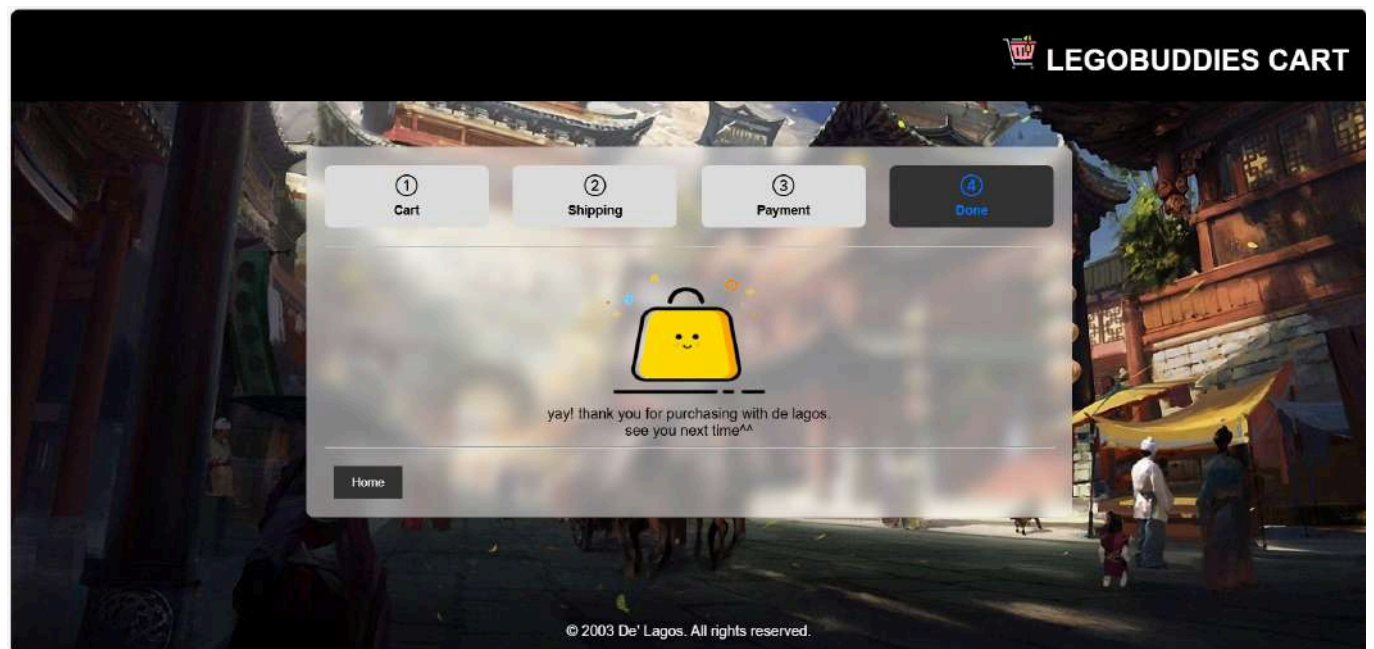 LEGOBUDDIES CART
1
Cart
2
Shipping
3
Payment
4
Done
yay! thank you for purchasing with de lagos.
see you next time^^
Home
© 2003 De' Lagos. All rights reserved.